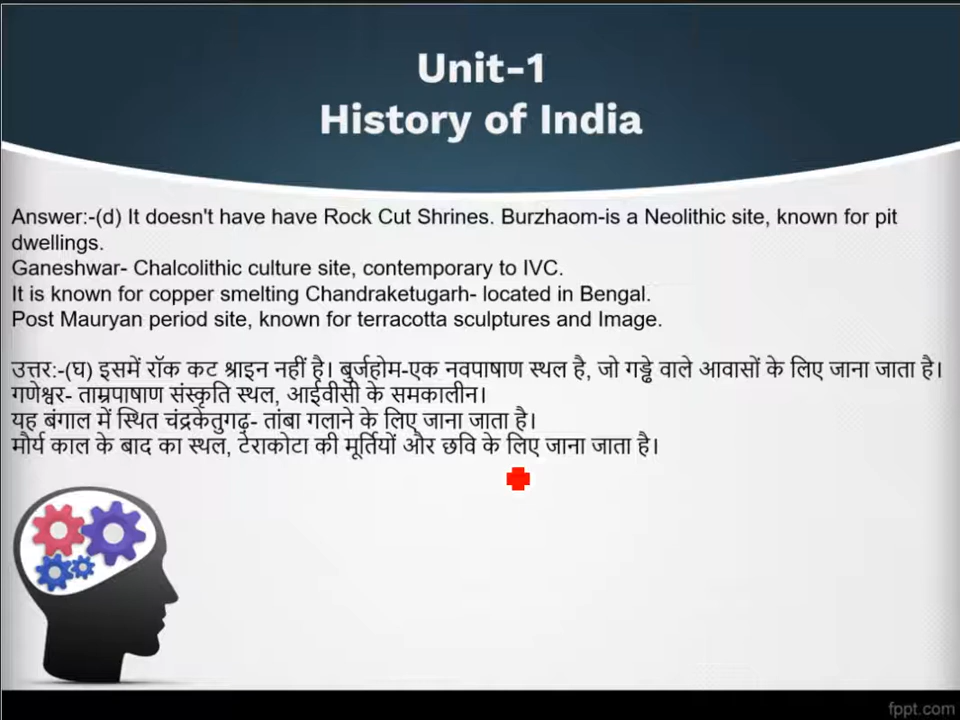 Unit-1
History of India
Answer:-(d) It doesn't have have Rock Cut Shrines. Burzhaom-is a Neolithic site, known for pit
dwellings.
Ganeshwar- Chalcolithic culture site, contemporary to IVC.
It is known for copper smelting Chandraketugarh- located in Bengal.
Post Mauryan period site, known for terracotta sculptures and Image.
उत्तर:-(घ) इसमें रॉक कट श्राइन नहीं है। बुर्जहोम-एक नवपाषाण स्थल है, जो गड्ढे वाले आवासों के लिए जाना जाता है।
गणेश्वर- ताम्रपाषाण संस्कृति स्थल, आईवीसी के समकालीन।
यह बंगाल में स्थित चंद्रकेतुगढ़- तांबा गलाने के लिए जाना जाता है।
मौर्य काल के बाद का स्थल, टेराकोटा की मूर्तियों और छवि के लिए जाना जाता है।
fppt.com